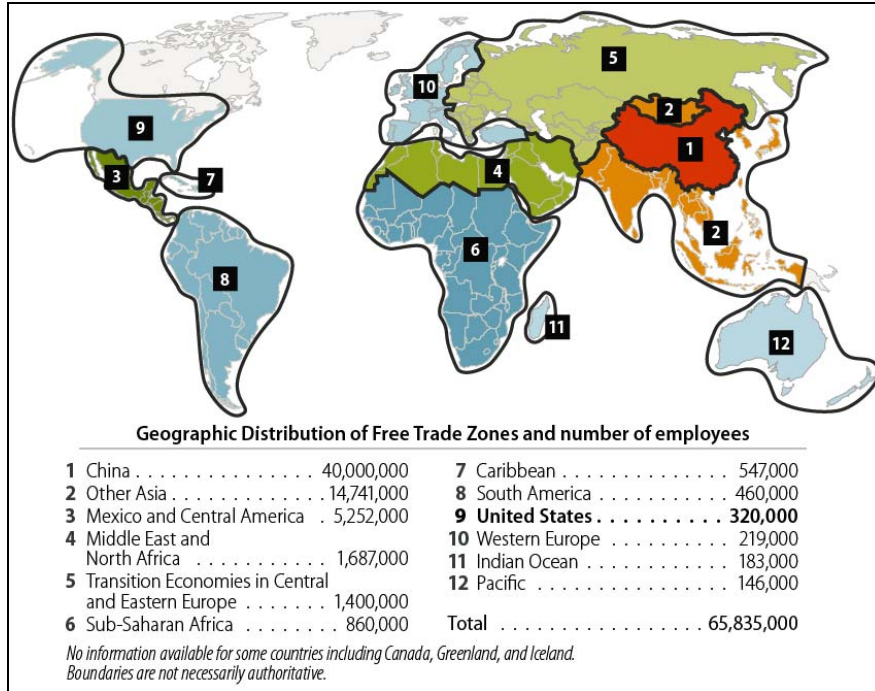 10
5
9
2
1
3
7
4
2
6
8
11
12
Geographic Distribution of Free Trade Zones and number of employees
1 China . . . . . . . . . . . . . . . 40,000,000
2 Other Asia . . . . . . . . . . . . 14,741,000
3 Mexico and Central America . 5,252,000
4 Middle East and
North Africa . . . . . . . . . . . 1,687,000
5 Transition Economies in Central
and Eastern Europe . . . . . . . 1,400,000
6 Sub-Saharan Africa . . . . . . . . 860,000
7 Caribbean . . . . . . . . . . . . . . . 547,000
8 South America . . . . . . . . . . . . 460,000
9 United States . . . . . . . . . . . 320,000
10 Western Europe . . . . . . . . . . . 219,000
11 Indian Ocean . . . . . . . . . . . . . 183,000
12 Pacific . . . . . . . . . . . . . . . . . 146,000
Total . . . . . . . . . . . . . . . . . 65,835,000
No information available for some countries including Canada, Greenland, and Iceland.
Boundaries are not necessarily authoritative.